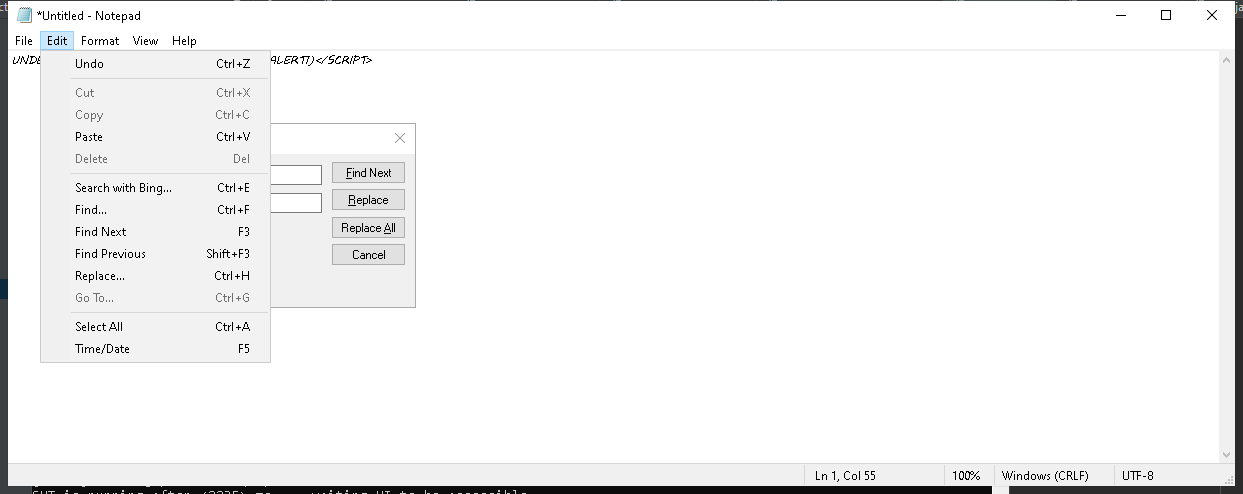 *Untitled - Notepad
File Edit Format View Help
UNDE ALERT1)</SCRIPT>
Undo Ctrl+Z
Cut Ctrl+X
Copy Ctrl+C
Paste Ctrl+V
Delete Del
Search with Bing... Ctrl+E
Find... Ctrl+F
Find Next F3
Find Previous Shift+F3
Replace... Ctrl+H
Go To... Ctrl+G
Select All Ctrl+A
Time/Date F5
Find Next
Replace
Replace All
Cancel
Ln 1, Col 55 100% Windows (CRLF) UTF-8